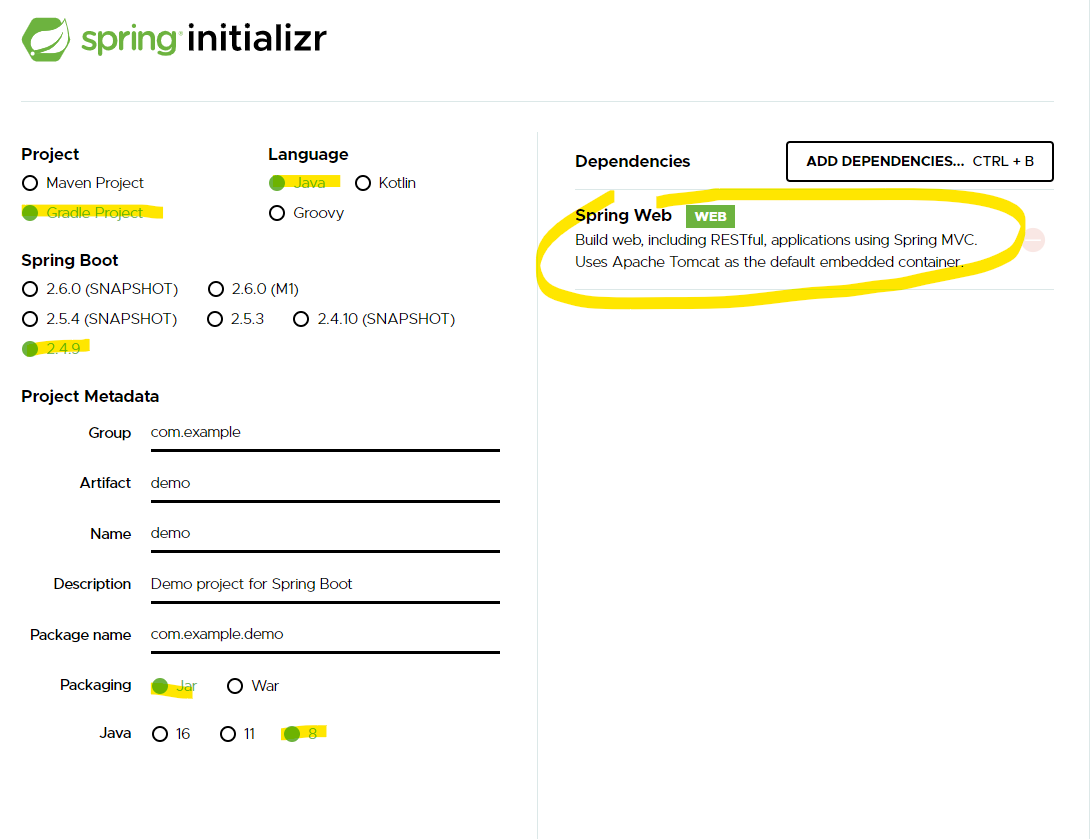 spring initializr
Project
Maven Project
Gradle Project
Language
Java Kotlin
Groovy
Spring Boot
2.6.0 (SNAPSHOT) 2.6.0 (M1)
2.5.4 (SNAPSHOT) 2.5.3 2.4.10 (SNAPSHOT)
2.4.9
Project Metadata
Group com.example
Artifact demo
Name demo
Description Demo project for Spring Boot
Package name com.example.demo
Packaging Jar War
Java 16 11 8
Dependencies ADD DEPENDENCIES... CTRL + B
Spring Web WEB
Build web, including RESTful, applications using Spring MVC.
Uses Apache Tomcat as the default embedded container.